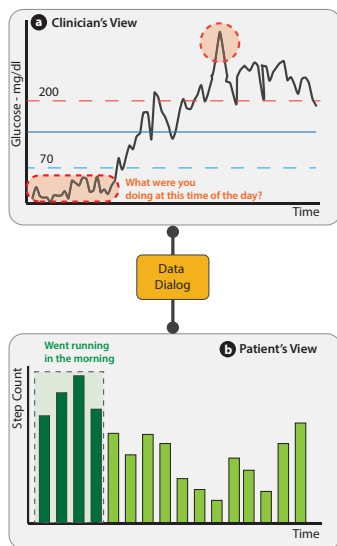 a Clinician's View
Glucose - mg/dl
200
70
What were you
doing at this time of the day?
Time
Data
Dialog
b Patient's View
Went running
in the morning
Step Count
Time